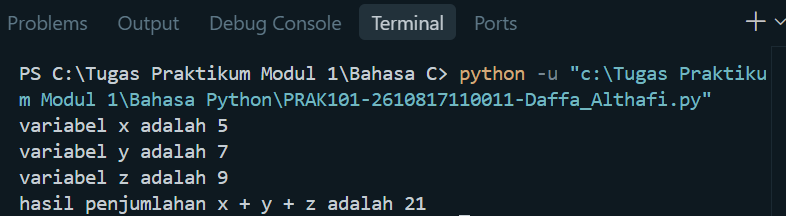 Problems Output Debug Console Terminal Ports
PS C:\Tugas Praktikum Modul 1\Bahasa C> python -u "c:\Tugas Praktiku
m Modul 1\Bahasa Python\PRAK101-2610817110011-Daffa_Althafi.py"
variabel x adalah 5
variabel y adalah 7
variabel z adalah 9
hasil penjumlahan x + y + z adalah 21